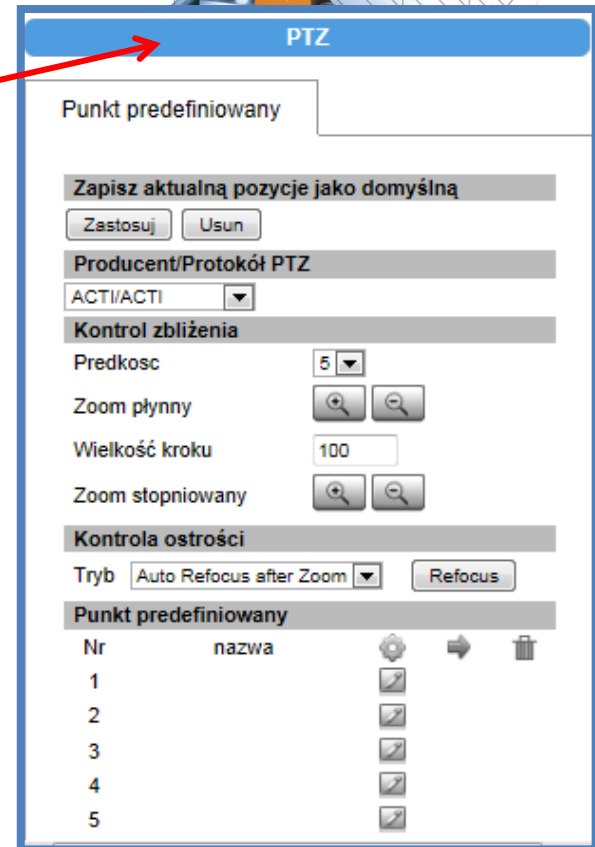 PTZ
Punkt predefiniowany
Zapisz aktualną pozycje jako domyślną
Zastosuj Usun
Producent/Protokół PTZ
ACTI/ACTI
Kontrol zbliżenia
Predkosc 5
Zoom płynny
Wielkość kroku 100
Zoom stopniowany
Kontrola ostrości
Tryb Auto Refocus after Zoom Refocus
Punkt predefiniowany
Nr nazwa
1
2
3
4
5